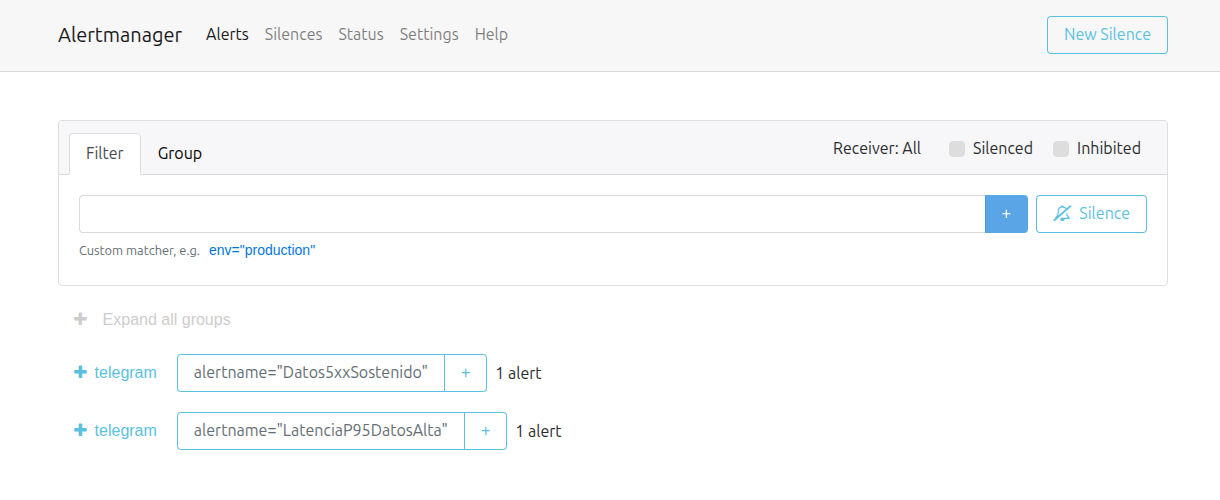 Alertmanager Alerts Silences Status Settings Help New Silence
Filter Group Receiver: All Silenced Inhibited
+ Silence
Custom matcher, e.g. env="production"
+ Expand all groups
+ telegram alertname="Datos5xxSostenido" + 1 alert
+ telegram alertname="LatenciaP95DatosAlta" + 1 alert